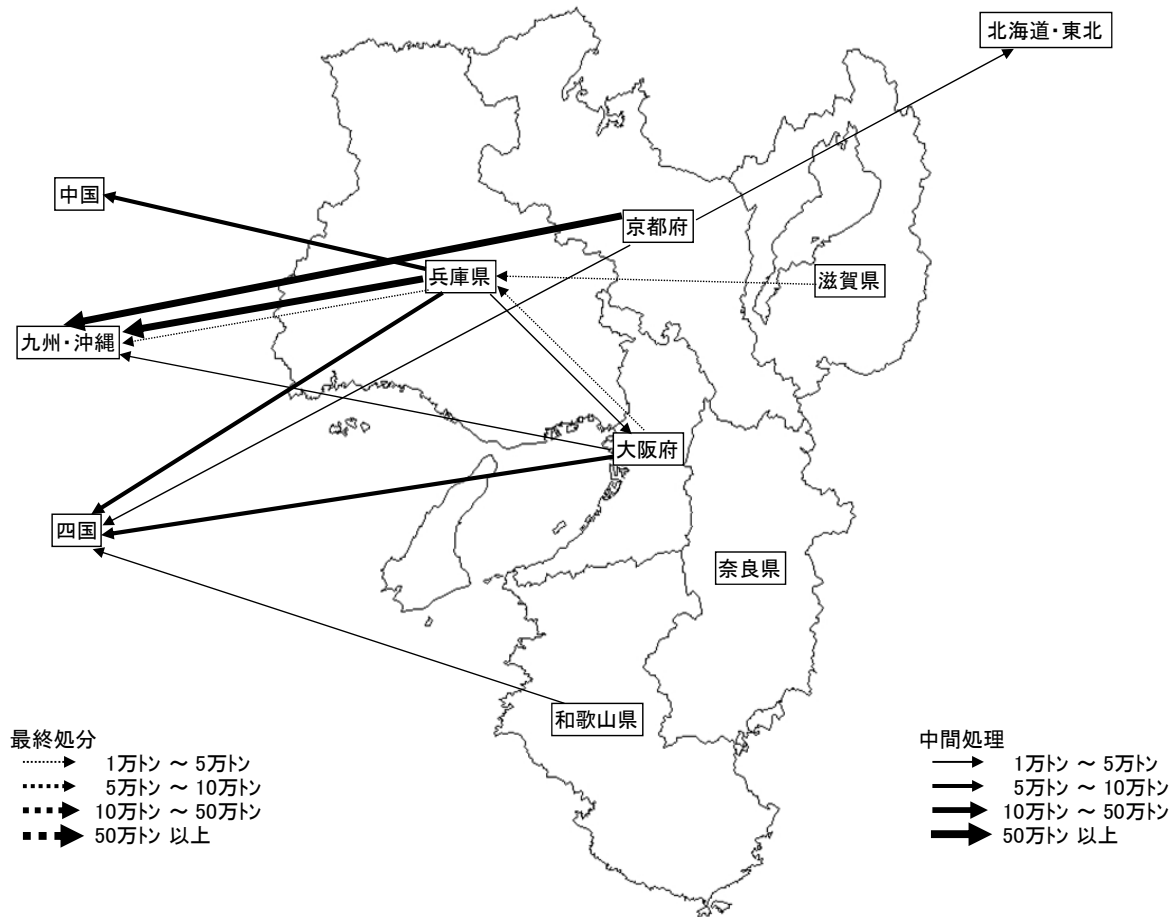 北海道・東北
中国
京都府
兵庫県
滋賀県
九州・沖縄
大阪府
四国
奈良県
和歌山県
最終処分
1万トン ～ 5万トン
5万トン ～ 10万トン
10万トン ～ 50万トン
50万トン 以上
中間処理
1万トン ～ 5万トン
5万トン ～ 10万トン
10万トン ～ 50万トン
50万トン 以上